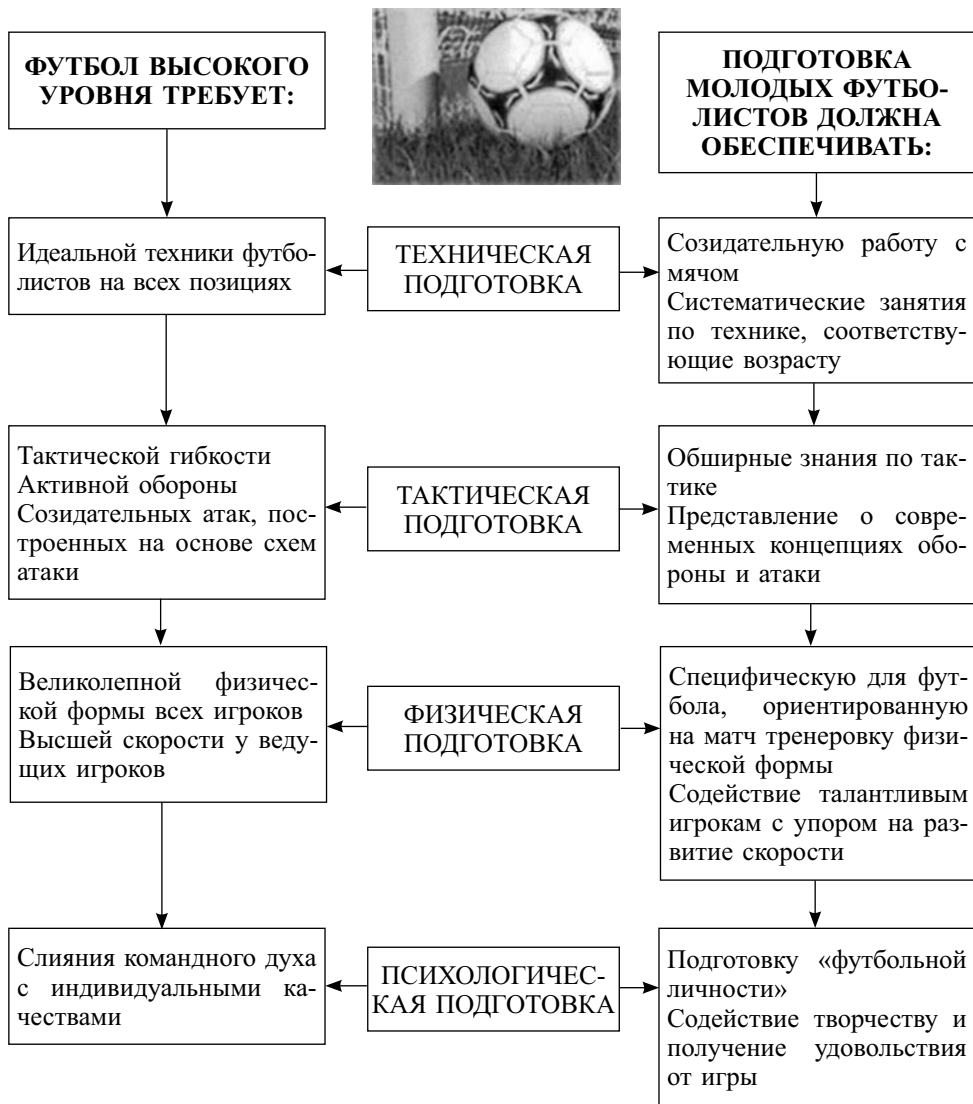 ФУТБОЛ ВЫСОКОГО
УРОВНЯ ТРЕБУЕТ:
ПОДГОТОВКА
МОЛОДЫХ ФУТБО-
ЛИСТОВ ДОЛЖНА
ОБЕСПЕЧИВАТЬ:
Идеальной техники футбо-
листов на всех позициях
ТЕХНИЧЕСКАЯ
ПОДГОТОВКА
Созидательную работу с
мячом
Систематические занятия
по технике, соответству-
ющие возрасту
Тактической гибкости
Активной обороны
Созидательных атак, пос-
троенных на основе схем
атаки
ТАКТИЧЕСКАЯ
ПОДГОТОВКА
Обширные знания по так-
тике
Представление о совре-
менных концепциях обо-
роны и атаки
Великолепной физичес-
кой формы всех игроков
Высшей скорости у веду-
щих игроков
ФИЗИЧЕСКАЯ
ПОДГОТОВКА
Специфическую для фут-
бола, ориентированную
на матч тренеровку физи-
ческой формы
Содействие талантливым
игрокам с упором на раз-
витие скорости
Слияния командного духа
с индивидуальными ка-
чествами
ПСИХОЛОГИЧЕС-
КАЯ ПОДГОТОВКА
Подготовку «футбольной
личности»
Содействие творчеству и
получение удовольствия
от игры